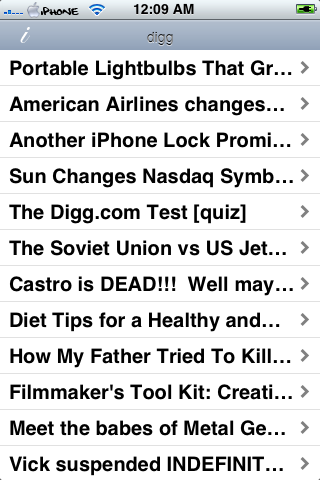 iPHONE 12:09 AM
i digg
Portable Lightbulbs That Gr...
American Airlines changes...
Another iPhone Lock Promi...
Sun Changes Nasdaq Symb...
The Digg.com Test [quiz]
The Soviet Union vs US Jet...
Castro is DEAD!!!  Well may...
Diet Tips for a Healthy and...
How My Father Tried To Kill...
Filmmaker's Tool Kit: Creati...
Meet the babes of Metal Ge...
Vick suspended INDEFINIT...